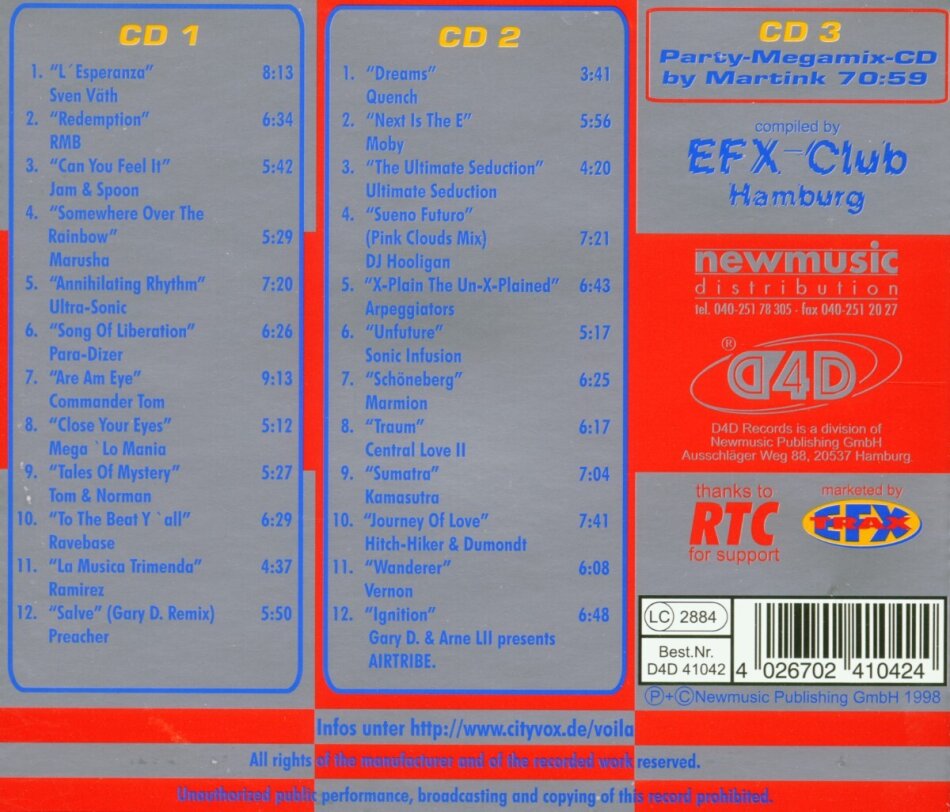 CD 1
1. "L´Esperanza" 8:13
Sven Väth
2. "Redemption" 6:34
RMB
3. "Can You Feel It" 5:42
Jam & Spoon
4. "Somewhere Over The
Rainbow" 5:29
Marusha
5. "Annihilating Rhythm" 7:20
Ultra-Sonic
6. "Song Of Liberation" 6:26
Para-Dizer
7. "Are Am Eye" 9:13
Commander Tom
8. "Close Your Eyes" 5:12
Mega `Lo Mania
9. "Tales Of Mystery" 5:27
Tom & Norman
10. "To The Beat Y `all" 6:29
Ravebase
11. "La Musica Trimenda" 4:37
Ramirez
12. "Salve" (Gary D. Remix) 5:50
Preacher
CD 2
1. "Dreams" 3:41
Quench
2. "Next Is The E" 5:56
Moby
3. "The Ultimate Seduction" 4:20
Ultimate Seduction
4. "Sueno Futuro"
(Pink Clouds Mix) 7:21
DJ Hooligan
5. "X-Plain The Un-X-Plained" 6:43
Arpeggiators
6. "Unfuture" 5:17
Sonic Infusion
7. "Schöneberg" 6:25
Marmion
8. "Traum" 6:17
Central Love II
9. "Sumatra" 7:04
Kamasutra
10. "Journey Of Love" 7:41
Hitch-Hiker & Dumondt
11. "Wanderer" 6:08
Vernon
12. "Ignition" 6:48
Gary D. & Arne LII presents
AIRTRIBE.
CD 3
Party-Megamix-CD
by Martink 70:59
compiled by
EFX-Club
Hamburg
newmusic
distribution
tel. 040-251 78 305 - fax 040-251 20 27
® D4D
D4D Records is a division of
Newmusic Publishing GmbH
Ausschläger Weg 88, 20537 Hamburg.
thanks to
RTC
for support
marketed by
EFX
TRAX
LC 2884
Best.Nr.
D4D 41042
4 026702 410424
℗+©Newmusic Publishing GmbH 1998
Infos unter http://www.cityvox.de/voila
All rights of the manufacturer and of the recorded work reserved.
Unauthorized public performance, broadcasting and copying of this record prohibited.